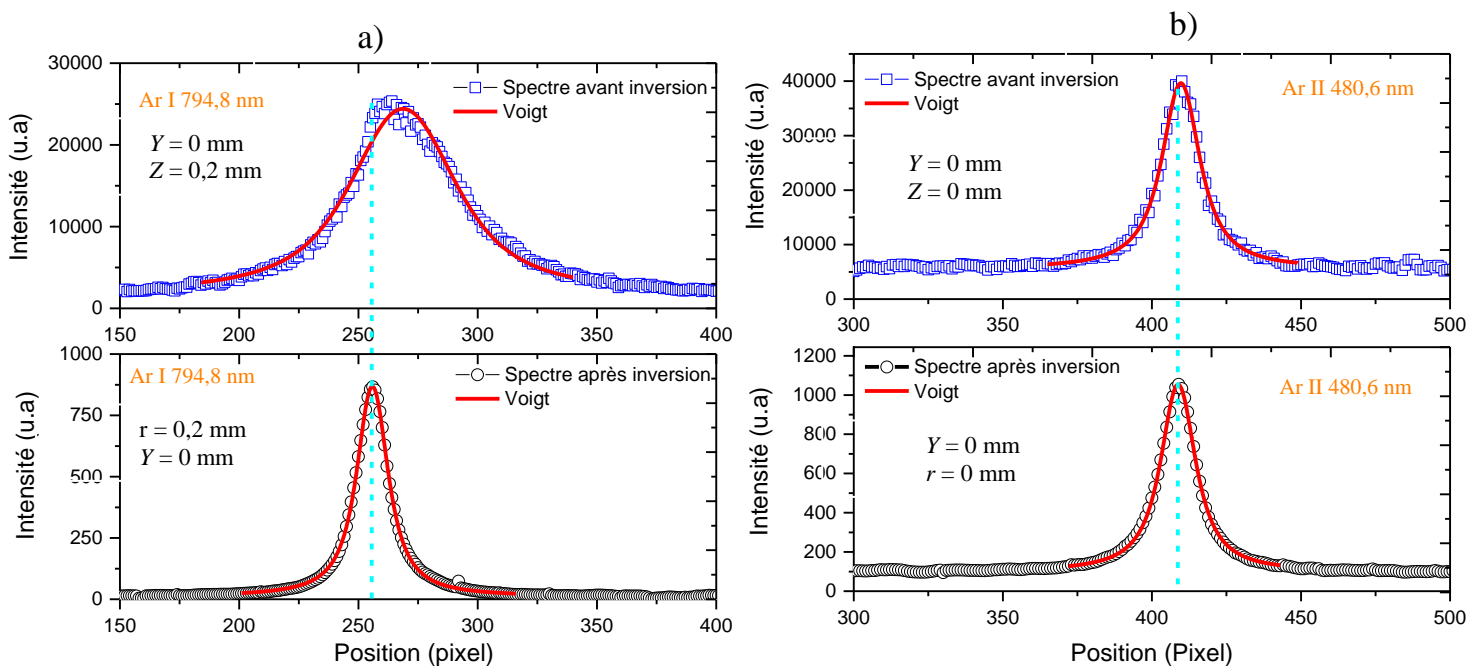 a)
30000
20000
10000
0
Intensité (u.a)
Ar I 794,8 nm
Y = 0 mm
Z = 0,2 mm
Spectre avant inversion
Voigt
150 200 250 300 350 400
1000
750
500
250
0
Intensité (u.a)
Ar I 794,8 nm
r = 0,2 mm
Y = 0 mm
Spectre après inversion
Voigt
150 200 250 300 350 400
Position (pixel)
b)
40000
30000
20000
10000
0
Intensité (u.a)
Spectre avant inversion
Voigt
Ar II 480,6 nm
Y = 0 mm
Z = 0 mm
300 350 400 450 500
1200
1000
800
600
400
200
0
Intensité (u.a)
Spectre après inversion
Voigt
Ar II 480,6 nm
Y = 0 mm
r = 0 mm
300 350 400 450 500
Position (Pixel)